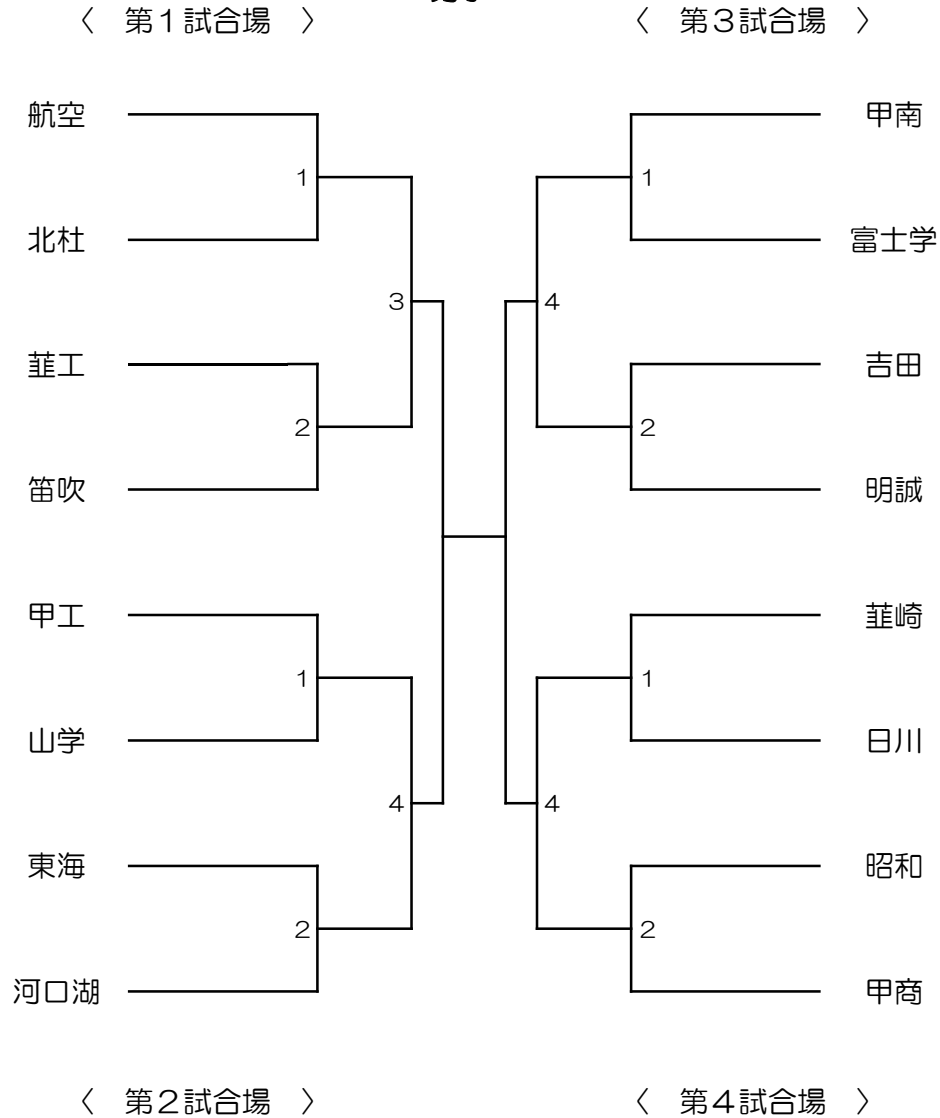 〈 第1試合場 〉 〈 第3試合場 〉
航空 甲南
1 1
北杜 富士学
3 4
韮工 吉田
2 2
笛吹 明誠
甲工 韮崎
1 1
山学 日川
4 4
東海 昭和
2 2
河口湖 甲商
〈 第2試合場 〉 〈 第4試合場 〉